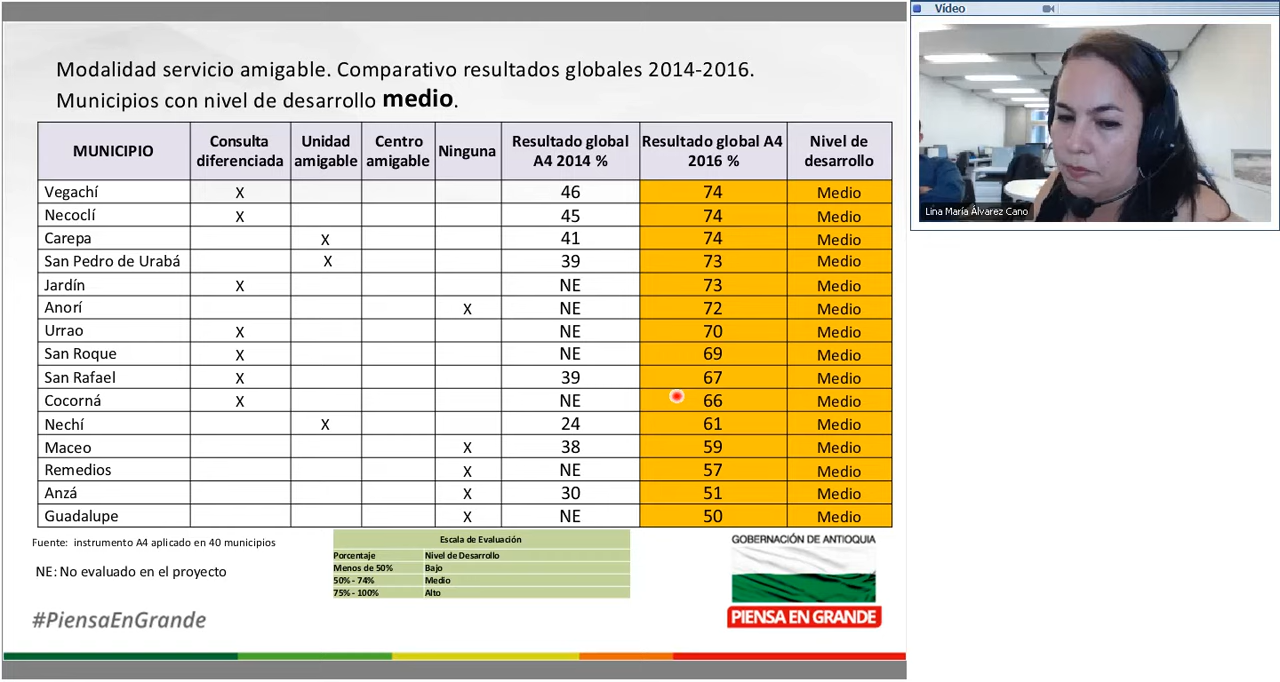 Modalidad servicio amigable. Comparativo resultados globales 2014-2016.
Municipios con nivel de desarrollo medio.
MUNICIPIO Consulta diferenciada Unidad amigable Centro amigable Ninguna Resultado global A4 2014 % Resultado global A4 2016 % Nivel de desarrollo
Vegachí X 46 74 Medio
Necoclí X 45 74 Medio
Carepa X 41 74 Medio
San Pedro de Urabá X 39 73 Medio
Jardín X NE 73 Medio
Anorí X NE 72 Medio
Urrao X NE 70 Medio
San Roque X NE 69 Medio
San Rafael X 39 67 Medio
Cocorná X NE 66 Medio
Nechí X 24 61 Medio
Maceo X 38 59 Medio
Remedios X NE 57 Medio
Anzá X 30 51 Medio
Guadalupe X NE 50 Medio
Fuente: instrumento A4 aplicado en 40 municipios
NE: No evaluado en el proyecto
Escala de Evaluación
Porcentaje Nivel de Desarrollo
Menos de 50% Bajo
50% - 74% Medio
75% - 100% Alto
GOBERNACIÓN DE ANTIOQUIA
PIENSA EN GRANDE
#PiensaEnGrande
Vídeo
Lina María Álvarez Cano